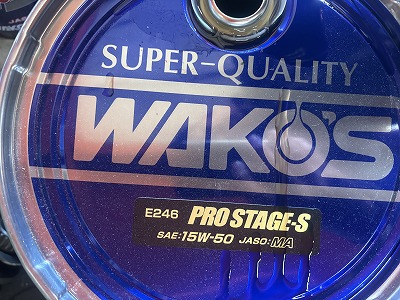 SUPER-QUALITY
WAKO'S
E246 PRO STAGE-S
SAE:15W-50 JASO:MA